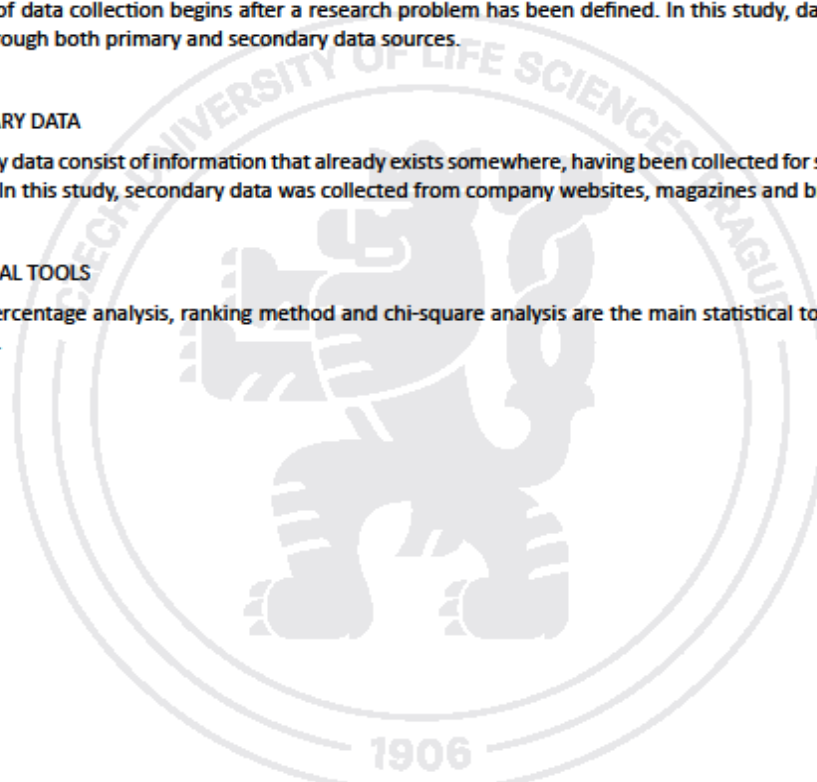 of data collection begins after a research problem has been defined. In this study, da
rough both primary and secondary data sources.
ARY DATA
y data consist of information that already exists somewhere, having been collected for s
In this study, secondary data was collected from company websites, magazines and b
AL TOOLS
ercentage analysis, ranking method and chi-square analysis are the main statistical to
.
CZECH UNIVERSITY OF LIFE SCIENCES PRAGUE
1906